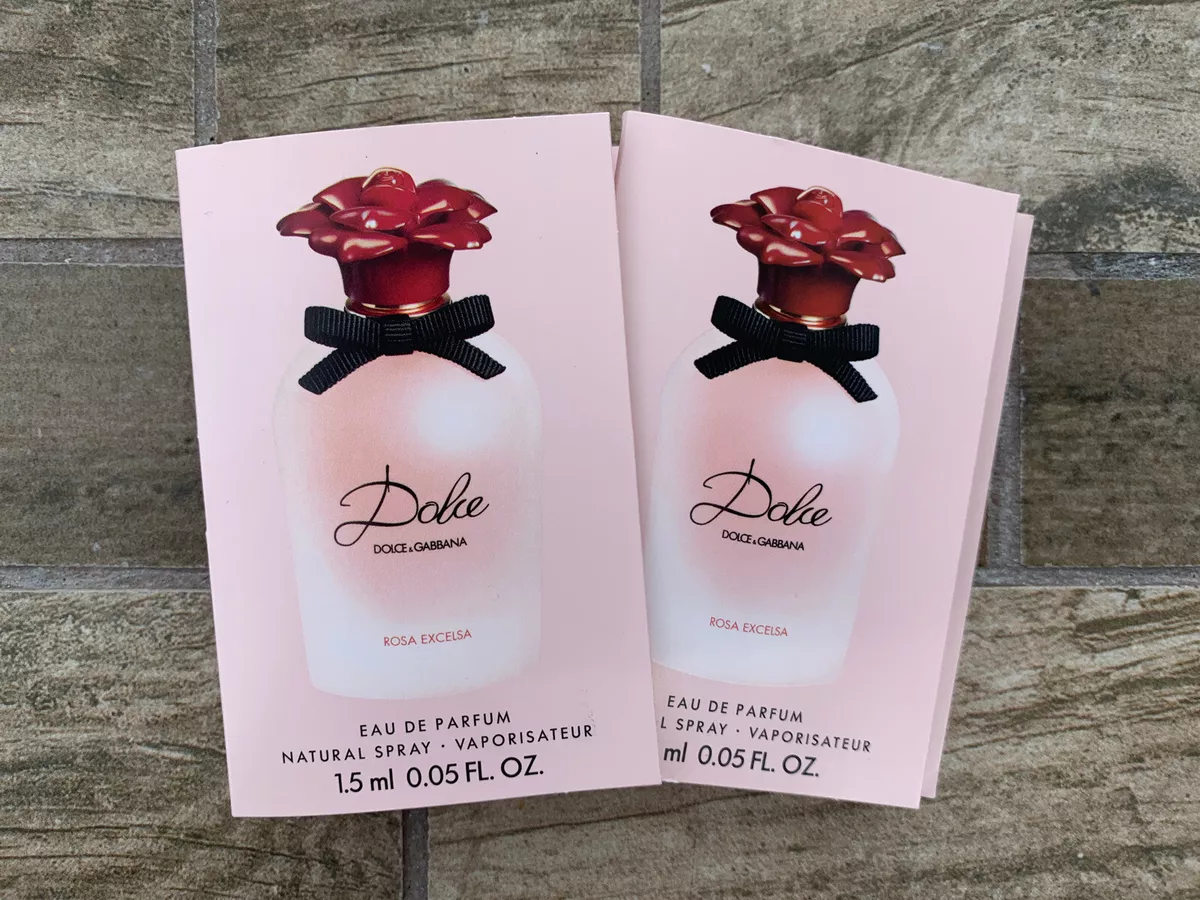 Dolce
DOLCE & GABBANA
ROSA EXCELSA
EAU DE PARFUM
NATURAL SPRAY · VAPORISATEUR
1.5 ml 0.05 FL. OZ.
Dolce
DOLCE & GABBANA
ROSA EXCELSA
EAU DE PARFUM
L SPRAY · VAPORISATEUR
ml 0.05 FL. OZ.